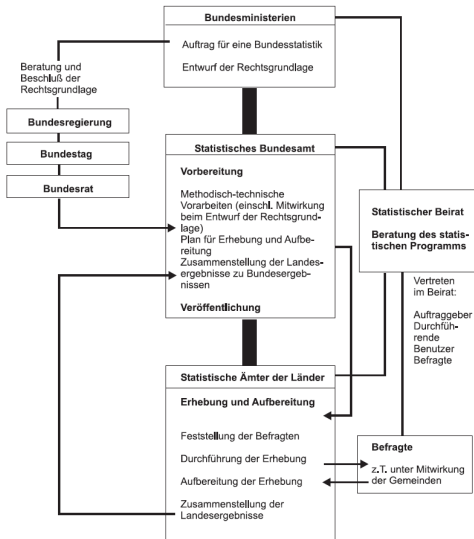 Bundesministerien
Auftrag für eine Bundesstatistik
Entwurf der Rechtsgrundlage
Beratung und
Beschluß der
Rechtsgrundlage
Bundesregierung
Bundestag
Bundesrat
Statistisches Bundesamt
Vorbereitung
Methodisch-technische
Vorarbeiten (einschl. Mitwirkung
beim Entwurf der Rechtsgrund-
lage)
Plan für Erhebung und Aufbe-
reitung
Zusammenstellung der Landes-
ergebnisse zu Bundesergeb-
nissen
Veröffentlichung
Statistischer Beirat
Beratung des statis-
tischen Programms
Vertreten
im Beirat:
Auftraggeber
Durchfüh-
rende
Benutzer
Befragte
Statistische Ämter der Länder
Erhebung und Aufbereitung
Feststellung der Befragten
Durchführung der Erhebung
Aufbereitung der Erhebung
Zusammenstellung der
Landesergebnisse
Befragte
z.T. unter Mitwirkung
der Gemeinden